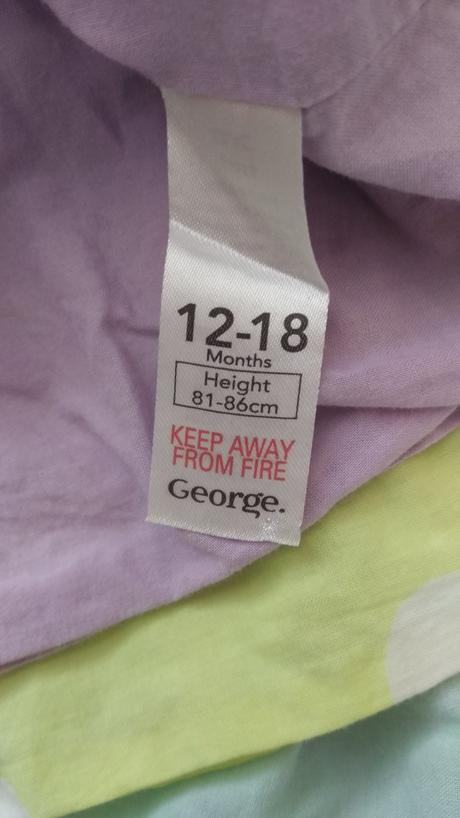 12-18
Months
Height
81-86cm
KEEP AWAY
FROM FIRE
George.